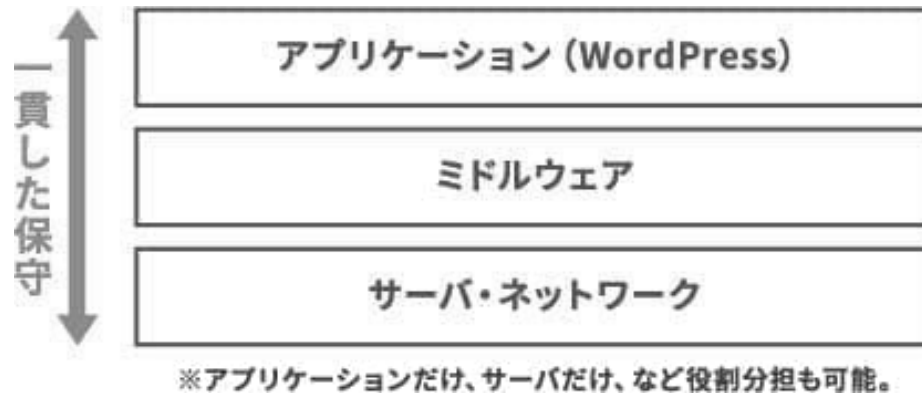 一貫した保守
アプリケーション（WordPress）
ミドルウェア
サーバ・ネットワーク
※アプリケーションだけ、サーバだけ、など役割分担も可能。